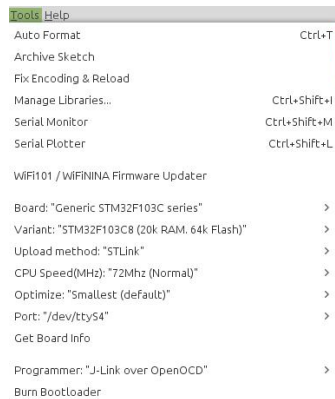 Tools Help
Auto Format Ctrl+T
Archive Sketch
Fix Encoding & Reload
Manage Libraries... Ctrl+Shift+I
Serial Monitor Ctrl+Shift+M
Serial Plotter Ctrl+Shift+L
WiFi101 / WiFiNINA Firmware Updater
Board: "Generic STM32F103C series"
Variant: "STM32F103C8 (20k RAM. 64k Flash)"
Upload method: "STLink"
CPU Speed(MHz): "72Mhz (Normal)"
Optimize: "Smallest (default)"
Port: "/dev/ttyS4"
Get Board Info
Programmer: "J-Link over OpenOCD"
Burn Bootloader